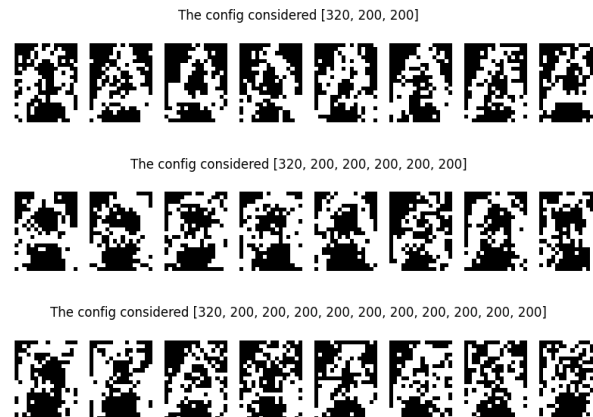 The config considered [320, 200, 200]
The config considered [320, 200, 200, 200, 200, 200]
The config considered [320, 200, 200, 200, 200, 200, 200, 200, 200, 200, 200]